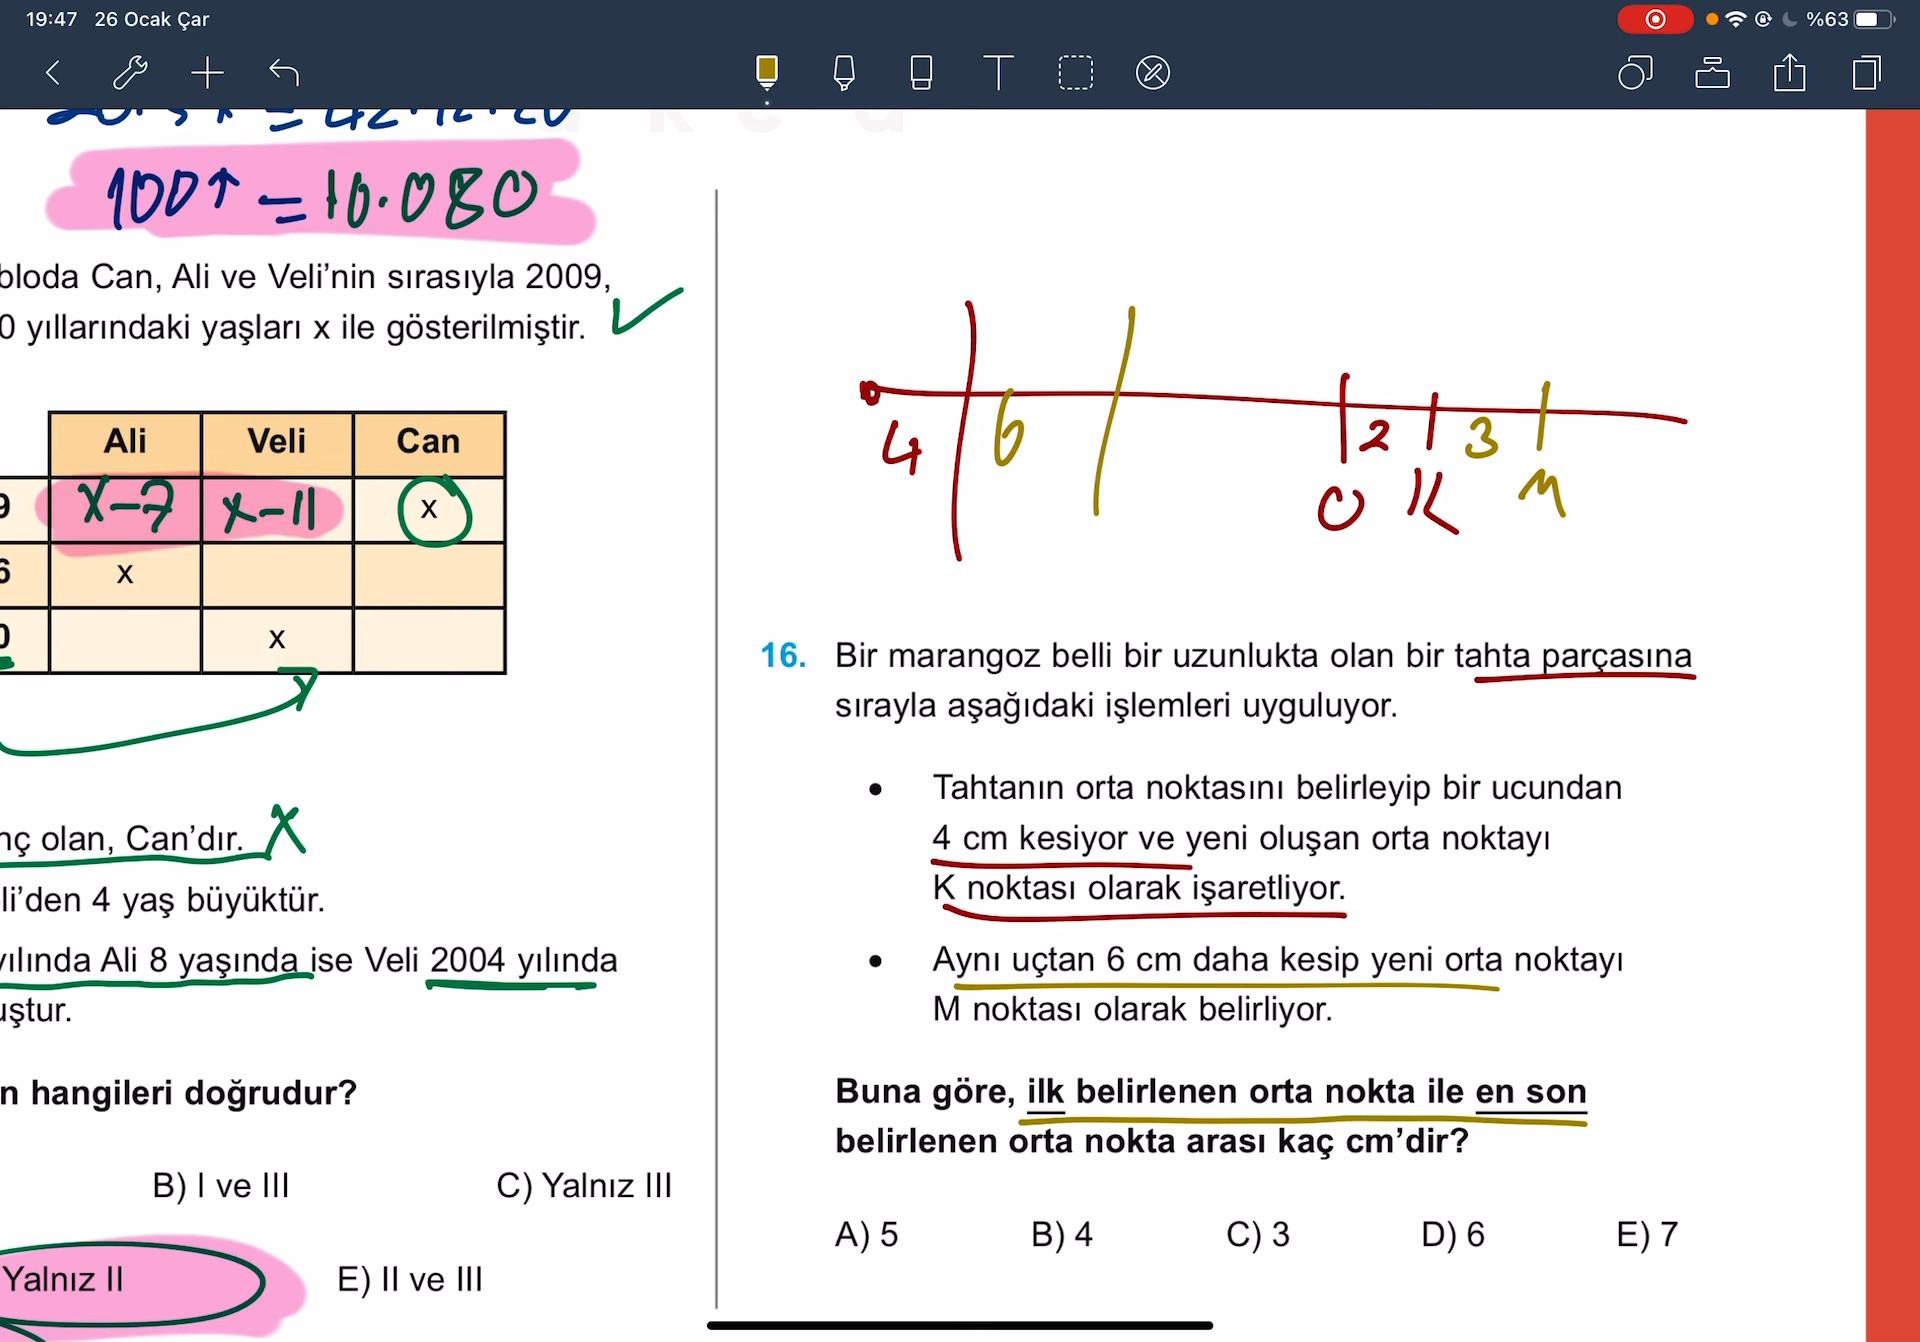 19:47 26 Ocak Çar
%63
T
100↑ = 10.080
bloda Can, Ali ve Veli’nin sırasıyla 2009,
0 yıllarındaki yaşları x ile gösterilmiştir.
Ali Veli Can
9 x-7 x-11 x
6 x
0 x
nç olan, Can’dır. X
li’den 4 yaş büyüktür.
yılında Ali 8 yaşında ise Veli 2004 yılında
uştur.
n hangileri doğrudur?
B) I ve III C) Yalnız III
Yalnız II E) II ve III
4 6 2 3
O K M
16. Bir marangoz belli bir uzunlukta olan bir tahta parçasına
sırayla aşağıdaki işlemleri uyguluyor.
• Tahtanın orta noktasını belirleyip bir ucundan
4 cm kesiyor ve yeni oluşan orta noktayı
K noktası olarak işaretliyor.
• Aynı uçtan 6 cm daha kesip yeni orta noktayı
M noktası olarak belirliyor.
Buna göre, ilk belirlenen orta nokta ile en son
belirlenen orta nokta arası kaç cm’dir?
A) 5 B) 4 C) 3 D) 6 E) 7